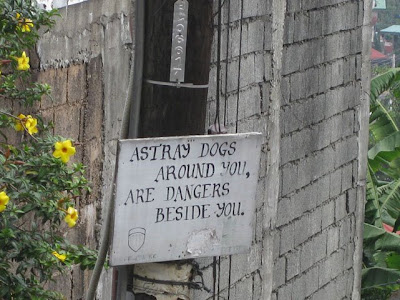 ASTRAY DOGS
AROUND YOU,
ARE DANGERS
BESIDE YOU.